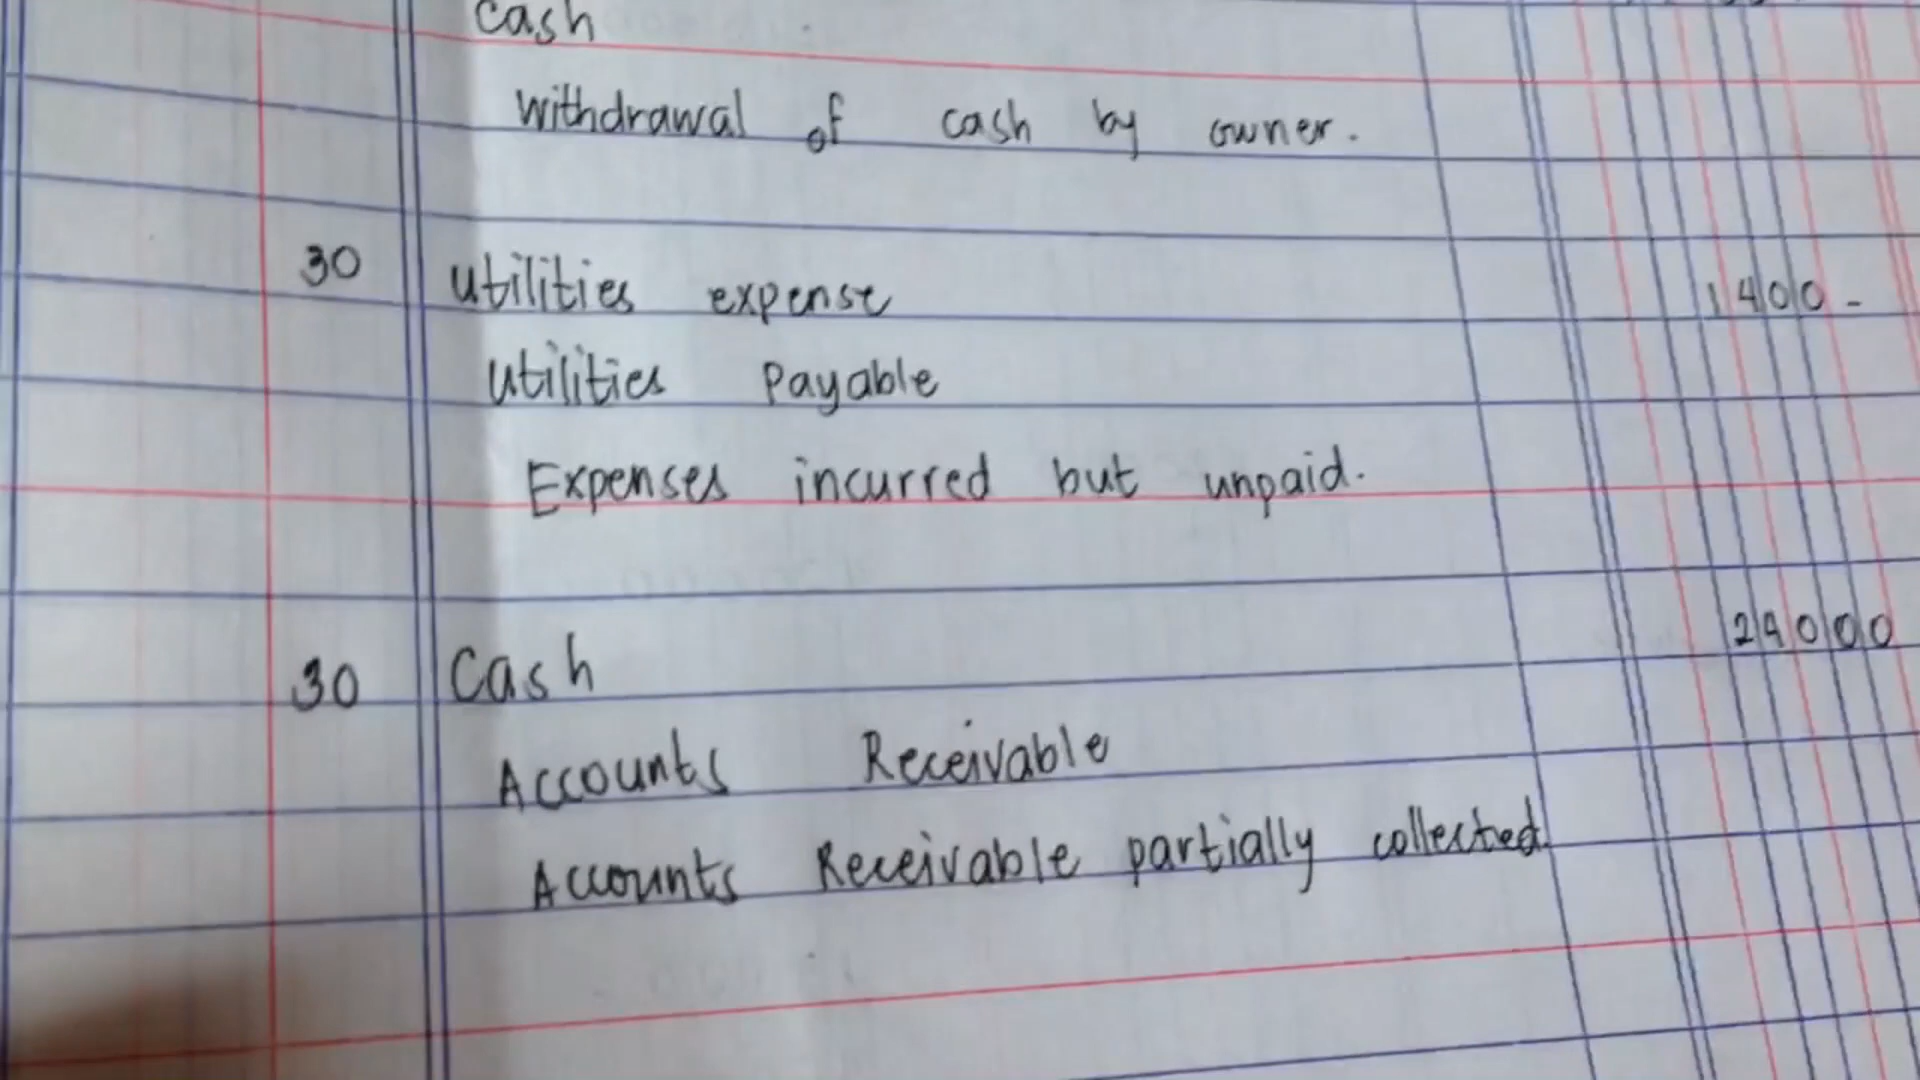 Cash
Withdrawal of cash by owner.
30 Utilities expense 1400-
Utilities Payable
Expenses incurred but unpaid.
30 Cash
Accounts Receivable
Accounts Receivable partially collected.